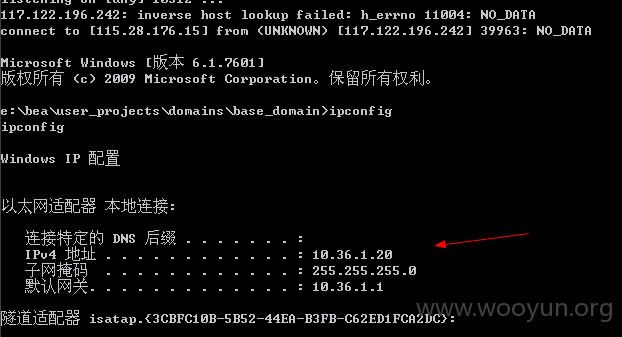 117.122.196.242: inverse host lookup failed: h_errno 11004: NO_DATA
connect to [115.28.176.15] from (UNKNOWN) [117.122.196.242] 39963: NO_DATA
Microsoft Windows [版本 6.1.7601]
版权所有 (c) 2009 Microsoft Corporation。保留所有权利。
e:\bea\user_projects\domains\base_domain>ipconfig
ipconfig
Windows IP 配置
以太网适配器 本地连接:
连接特定的 DNS 后缀 . . . . . . . :
IPv4 地址 . . . . . . . . . . . . : 10.36.1.20
子网掩码 . . . . . . . . . . . . : 255.255.255.0
默认网关. . . . . . . . . . . . . : 10.36.1.1
www.wooyun.org
隧道适配器 isatap.{3CBFC10B-5B52-44EA-B3FB-C62ED1FCA2DC}: